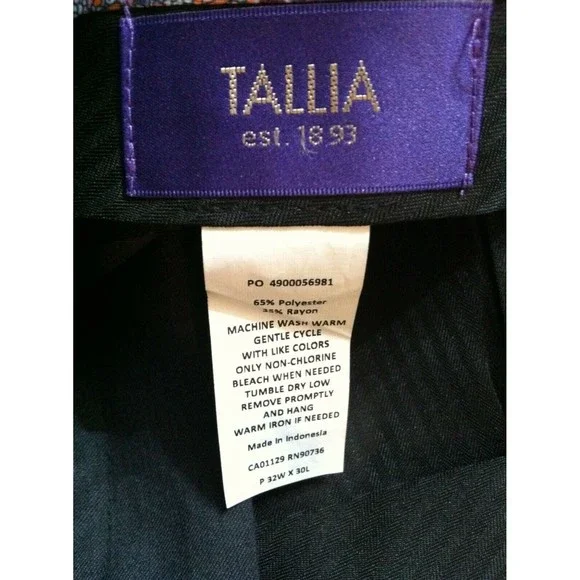 TALLIA
est. 1893
PO 4900056981
65% Polyester
35% Rayon
MACHINE WASH WARM
GENTLE CYCLE
WITH LIKE COLORS
ONLY NON-CHLORINE
BLEACH WHEN NEEDED
TUMBLE DRY LOW
REMOVE PROMPTLY
AND HANG
WARM IRON IF NEEDED
Made in Indonesia
CA01129 RN90736
P 32W X 30L